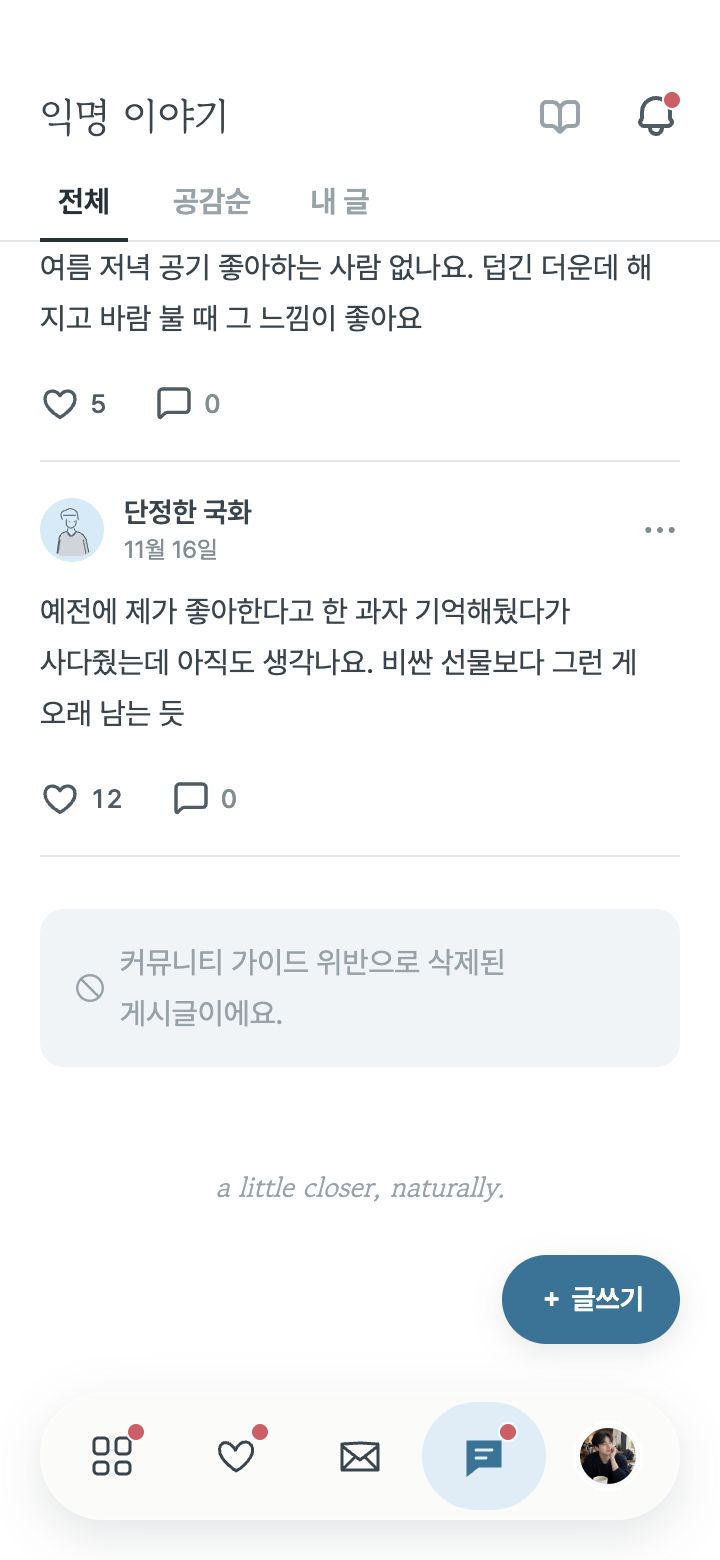 익명 이야기
전체 공감순 내 글
여름 저녁 공기 좋아하는 사람 없나요. 덥긴 더운데 해
지고 바람 불 때 그 느낌이 좋아요
5 0
단정한 국화
11월 16일
예전에 제가 좋아한다고 한 과자 기억해뒀다가
사다줬는데 아직도 생각나요. 비싼 선물보다 그런 게
오래 남는 듯
12 0
커뮤니티 가이드 위반으로 삭제된
게시글이에요.
a little closer, naturally.
+ 글쓰기